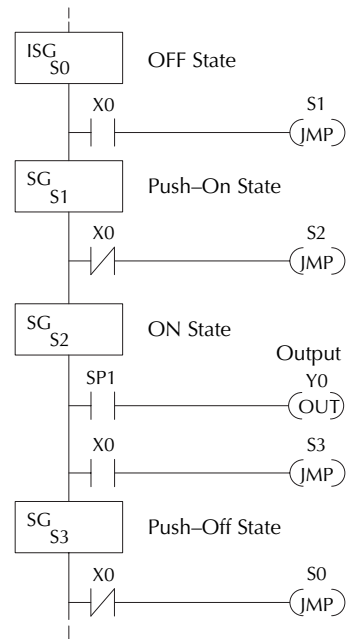 ISG
S0
OFF State
X0
S1
JMP
SG
S1
Push–On State
X0
S2
JMP
SG
S2
ON State
Output
SP1
Y0
OUT
X0
S3
JMP
SG
S3
Push–Off State
X0
S0
JMP